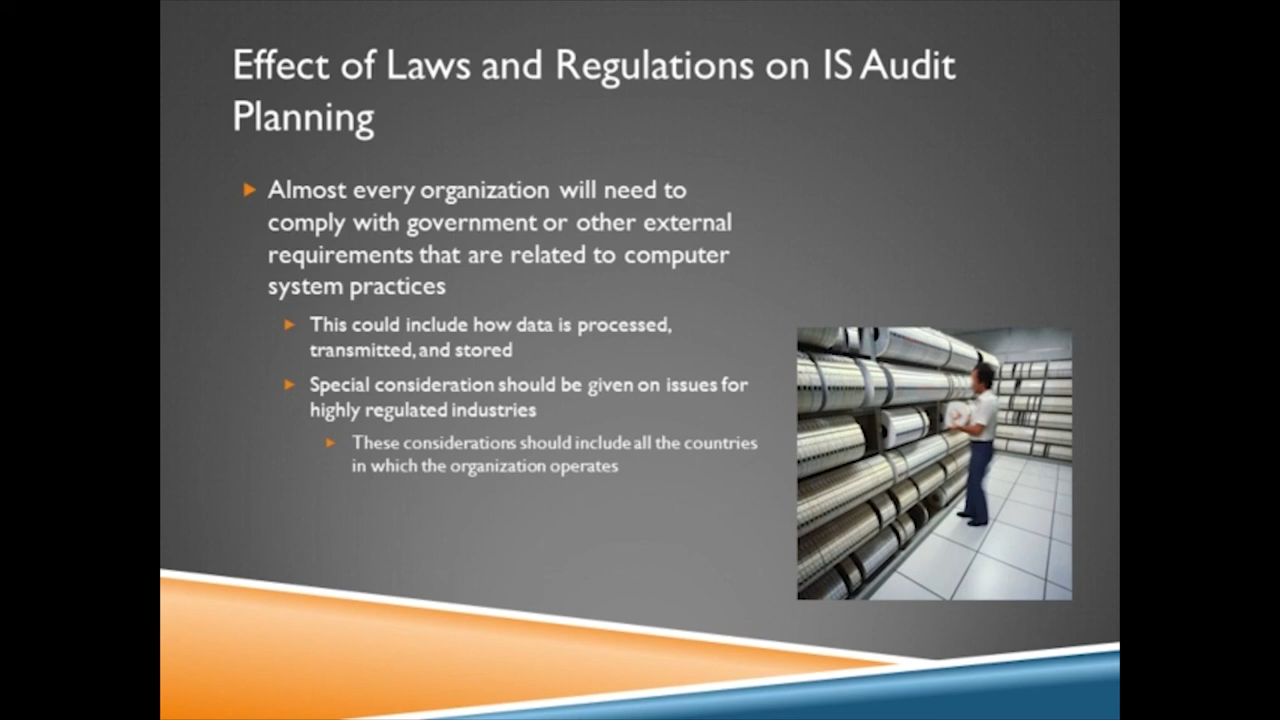 Effect of Laws and Regulations on IS Audit
Planning
Almost every organization will need to
comply with government or other external
requirements that are related to computer
system practices
This could include how data is processed,
transmitted, and stored
Special consideration should be given on issues for
highly regulated industries
These considerations should include all the countries
in which the organization operates